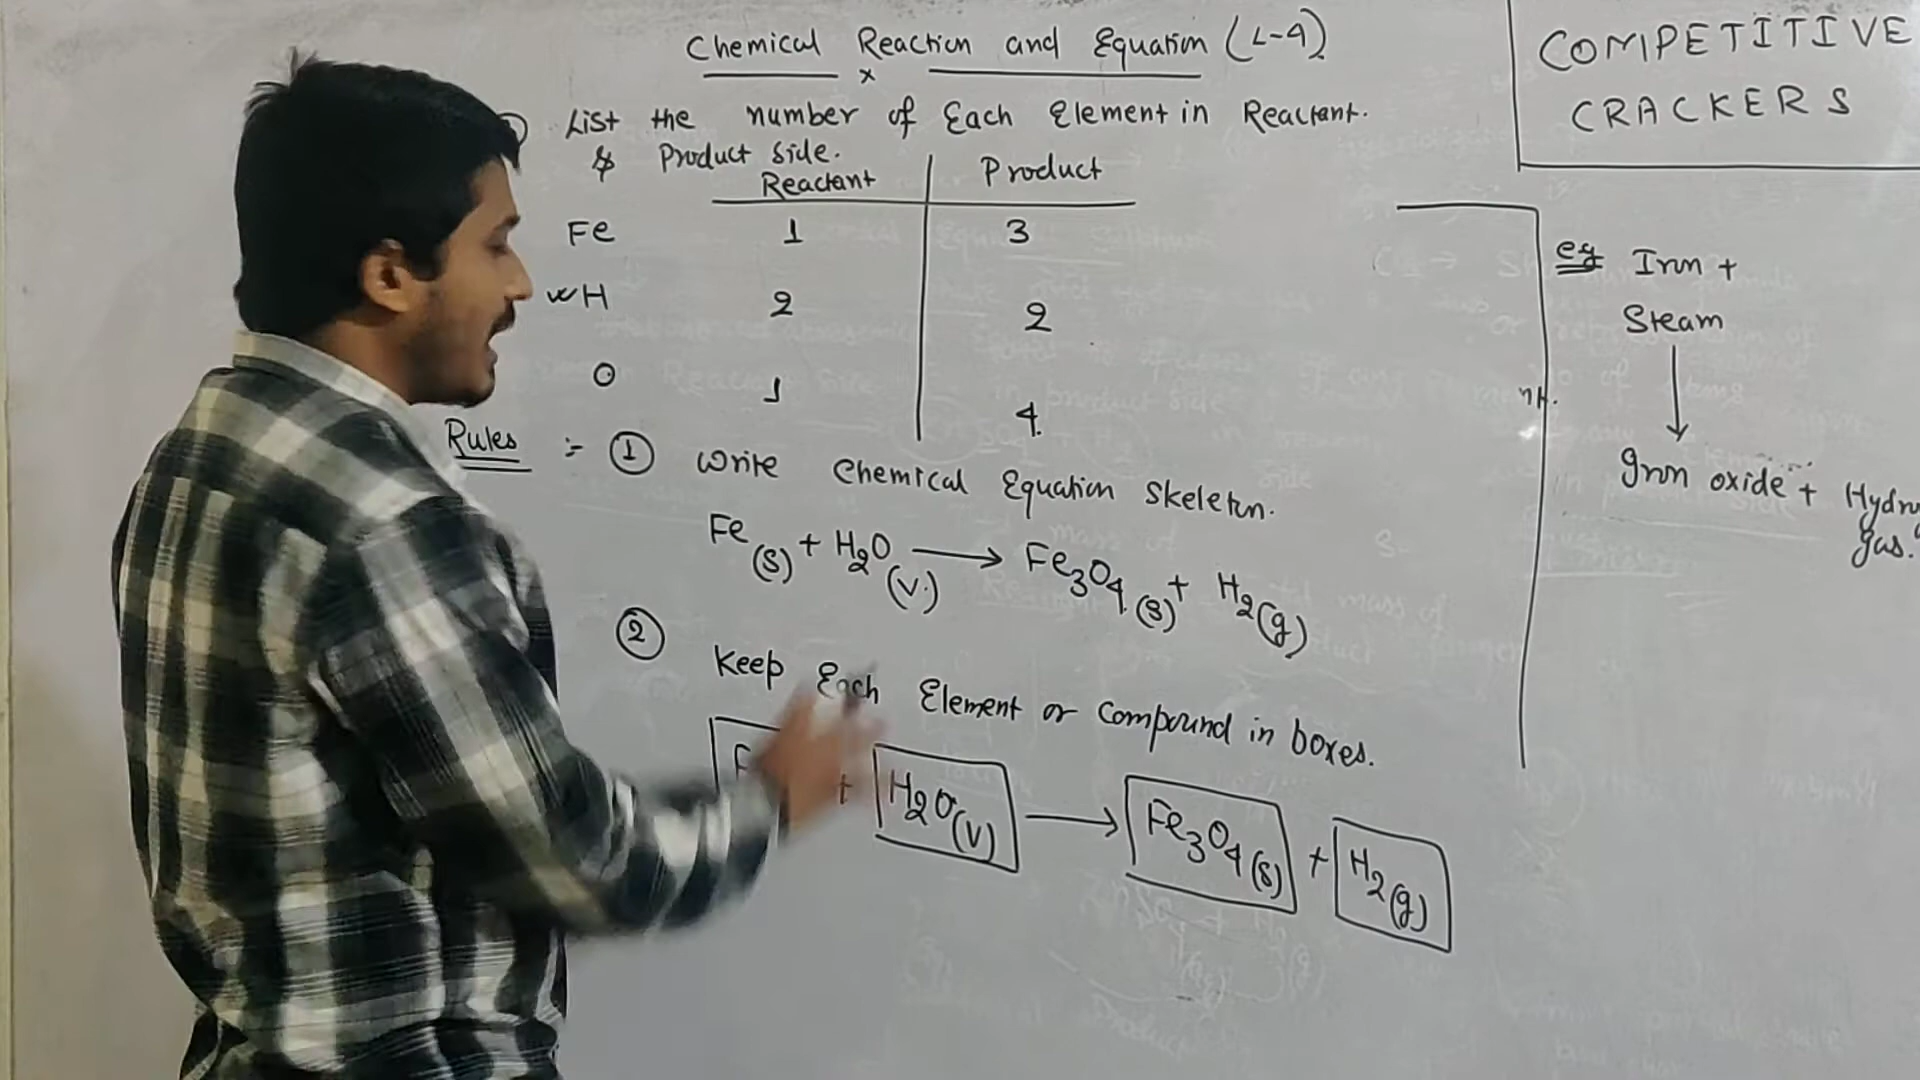 Chemical Reaction and Equation (L-4)
x
List the number of Each Element in Reactant.
& Product Side.
Reactant Product
Fe 1 3
H 2 2
O 1 4
Rules :- ① Write Chemical Equation Skeleton.
Fe(s) + H2O(v) → Fe3O4(s) + H2(g)
② Keep Each Element or compound in boxes.
+ H2O(v) → Fe3O4(s) + H2(g)
COMPETITIVE
CRACKERS
eg Iron +
Steam
↓
Iron oxide + Hydro
gas.